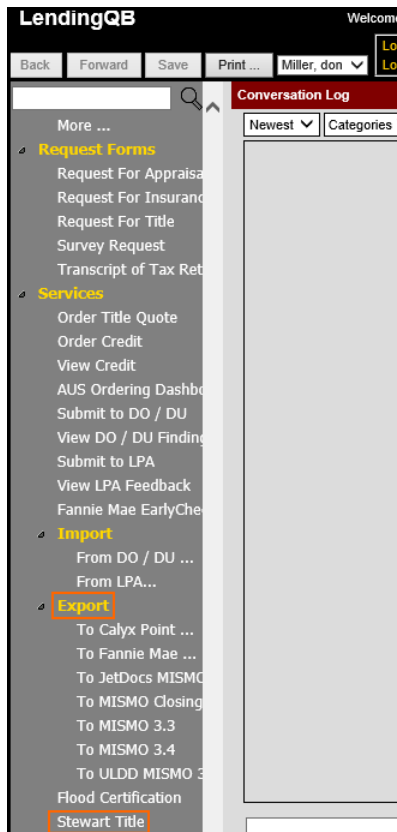 LendingQB
Welcome
Back Forward Save Print ... Miller, don
Conversation Log
Newest Categories
More ...
Request Forms
Request For Appraisa
Request For Insuranc
Request For Title
Survey Request
Transcript of Tax Ret
Services
Order Title Quote
Order Credit
View Credit
AUS Ordering Dashbo
Submit to DO / DU
View DO / DU Finding
Submit to LPA
View LPA Feedback
Fannie Mae EarlyChe
Import
From DO / DU ...
From LPA...
Export
To Calyx Point ...
To Fannie Mae ...
To JetDocs MISMO
To MISMO Closing
To MISMO 3.3
To MISMO 3.4
To ULDD MISMO 3
Flood Certification
Stewart Title